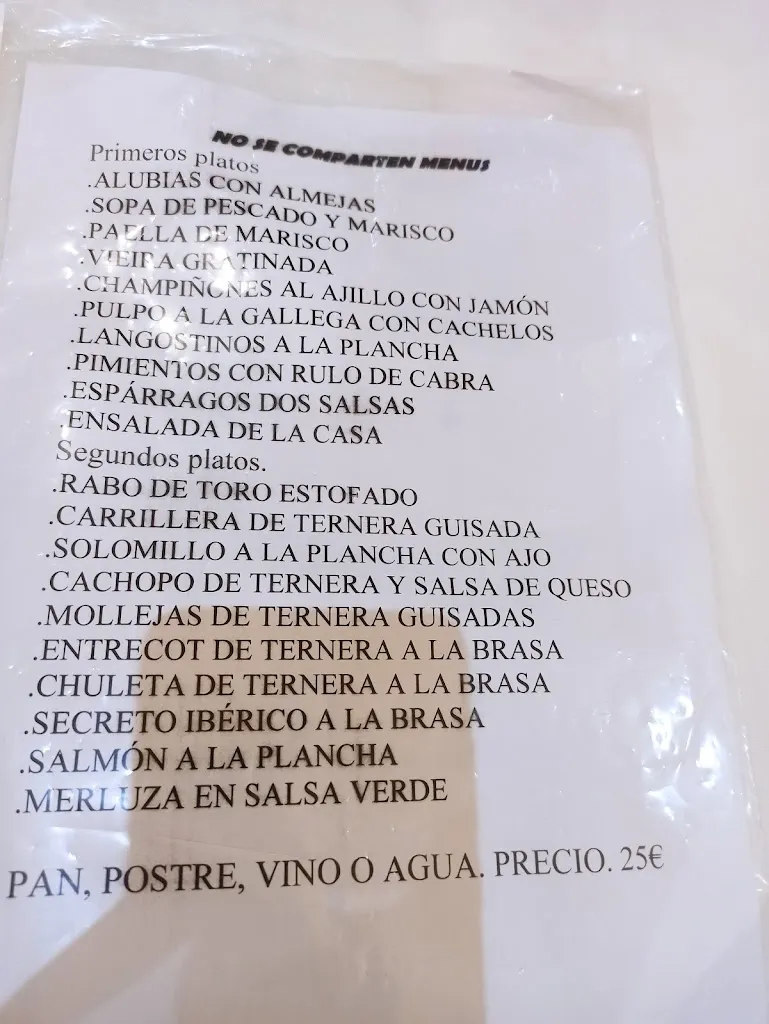 NO SE COMPARTEN MENUS
Primeros platos
.ALUBIAS CON ALMEJAS
.SOPA DE PESCADO Y MARISCO
.PAELLA DE MARISCO
.VIEIRA GRATINADA
.CHAMPIÑONES AL AJILLO CON JAMÓN
.PULPO A LA GALLEGA CON CACHELOS
.LANGOSTINOS A LA PLANCHA
.PIMIENTOS CON RULO DE CABRA
.ESPÁRRAGOS DOS SALSAS
.ENSALADA DE LA CASA
Segundos platos.
.RABO DE TORO ESTOFADO
.CARRILLERA DE TERNERA GUISADA
.SOLOMILLO A LA PLANCHA CON AJO
.CACHOPO DE TERNERA Y SALSA DE QUESO
.MOLLEJAS DE TERNERA GUISADAS
.ENTRECOT DE TERNERA A LA BRASA
.CHULETA DE TERNERA A LA BRASA
.SECRETO IBÉRICO A LA BRASA
.SALMÓN A LA PLANCHA
.MERLUZA EN SALSA VERDE
PAN, POSTRE, VINO O AGUA. PRECIO. 25€